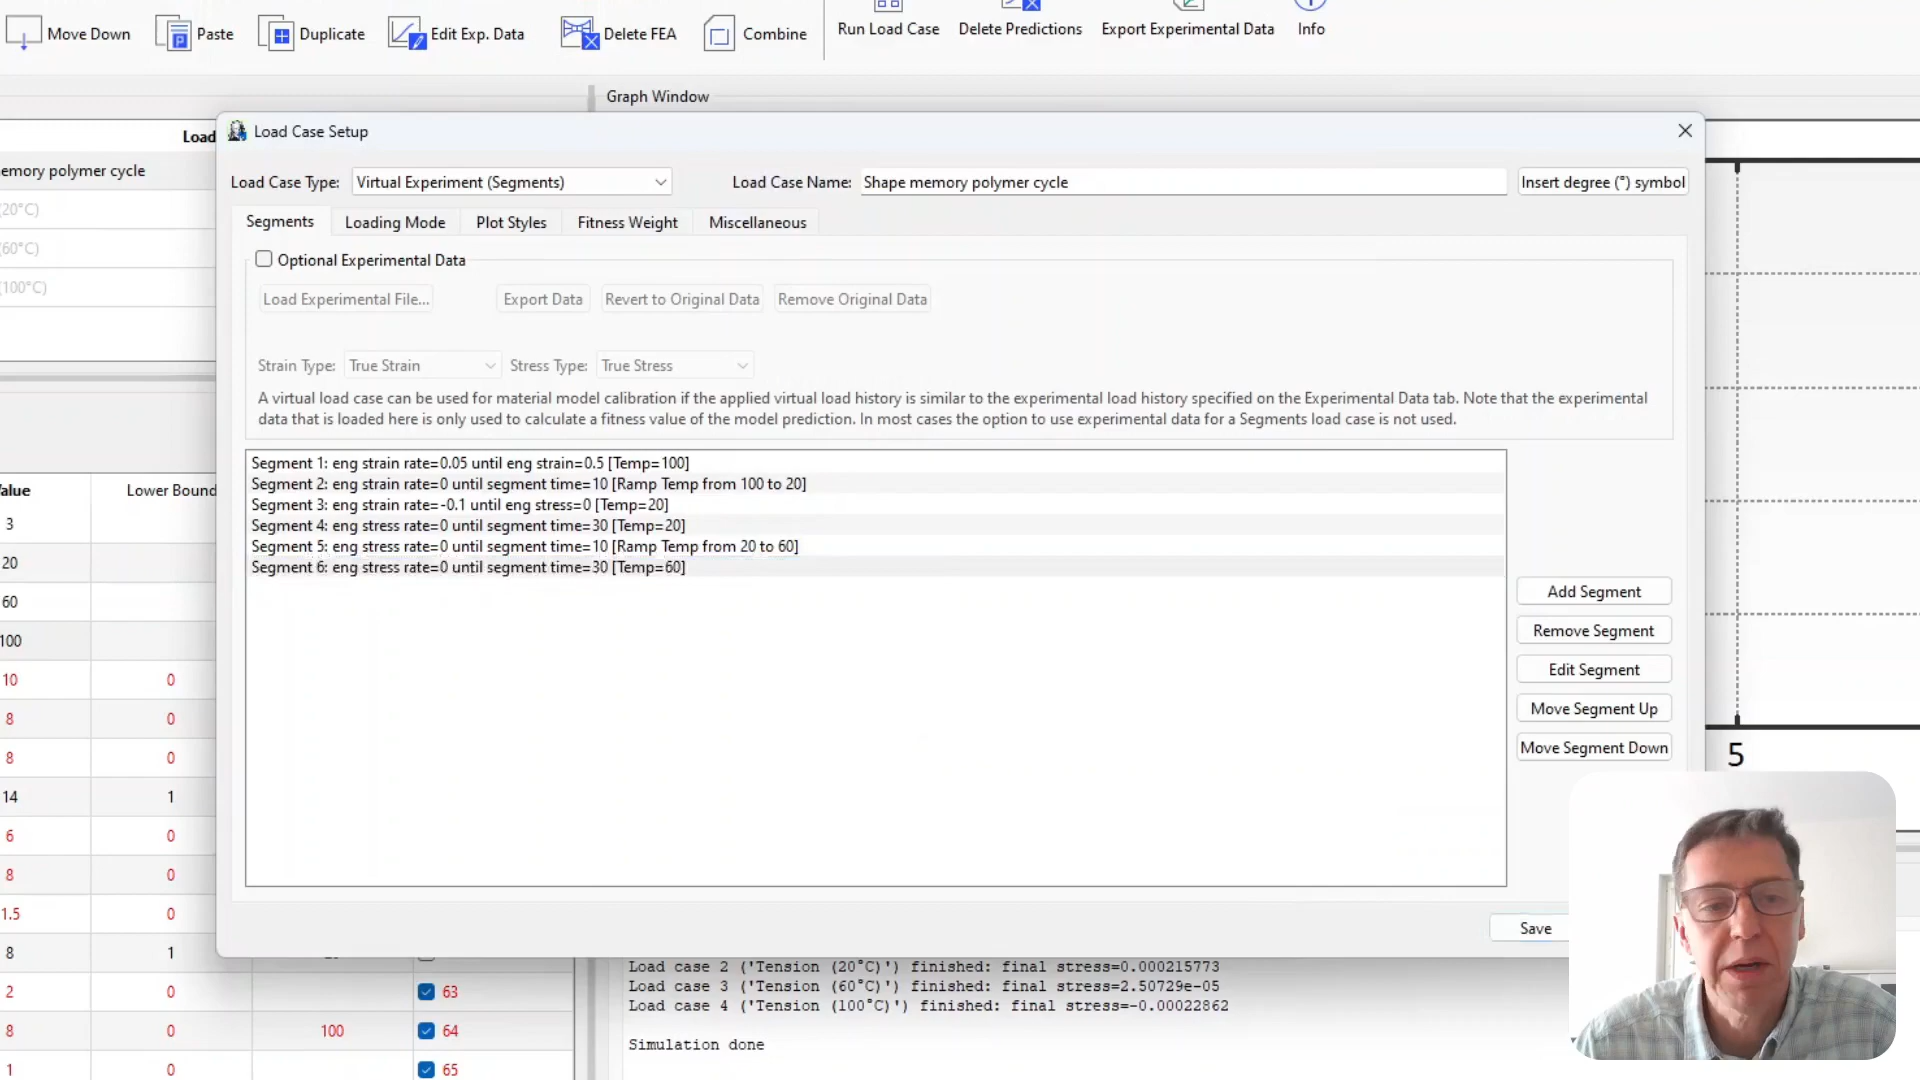 Move Down
Paste
Duplicate
Edit Exp. Data
Delete FEA
Combine
Run Load Case
Delete Predictions
Export Experimental Data
Info
Graph Window
Load
emory polymer cycle
(20°C)
(60°C)
(100°C)
Load Case Setup
Load Case Type: Virtual Experiment (Segments)
Load Case Name: Shape memory polymer cycle
Insert degree (°) symbol
Segments
Loading Mode
Plot Styles
Fitness Weight
Miscellaneous
Optional Experimental Data
Load Experimental File...
Export Data
Revert to Original Data
Remove Original Data
Strain Type: True Strain
Stress Type: True Stress
A virtual load case can be used for material model calibration if the applied virtual load history is similar to the experimental load history specified on the Experimental Data tab. Note that the experimental
data that is loaded here is only used to calculate a fitness value of the model prediction. In most cases the option to use experimental data for a Segments load case is not used.
Segment 1: eng strain rate=0.05 until eng strain=0.5 [Temp=100]
Segment 2: eng strain rate=0 until segment time=10 [Ramp Temp from 100 to 20]
Segment 3: eng strain rate=-0.1 until eng stress=0 [Temp=20]
Segment 4: eng stress rate=0 until segment time=30 [Temp=20]
Segment 5: eng stress rate=0 until segment time=10 [Ramp Temp from 20 to 60]
Segment 6: eng stress rate=0 until segment time=30 [Temp=60]
Add Segment
Remove Segment
Edit Segment
Move Segment Up
Move Segment Down
Save
5
alue Lower Bound
3
20
60
100
10 0
8 0
8 0
14 1
6 0
8 0
1.5 0
8 1
2 0 63
8 0 100 64
1 0 65
Load case 2 ('Tension (20°C)') finished: final stress=0.000215773
Load case 3 ('Tension (60°C)') finished: final stress=2.50729e-05
Load case 4 ('Tension (100°C)') finished: final stress=-0.00022862
Simulation done